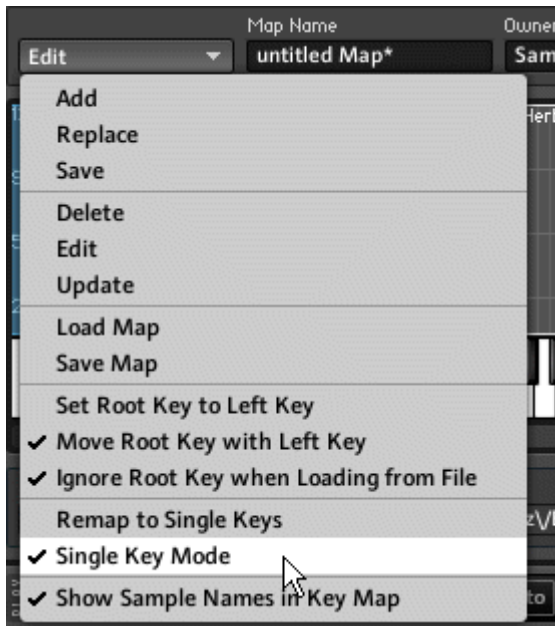 Map Name
Owner
Edit
untitled Map*
Sam
Add
Replace
Save
Delete
Edit
Update
Load Map
Save Map
Set Root Key to Left Key
✓ Move Root Key with Left Key
✓ Ignore Root Key when Loading from File
Remap to Single Keys
✓ Single Key Mode
✓ Show Sample Names in Key Map